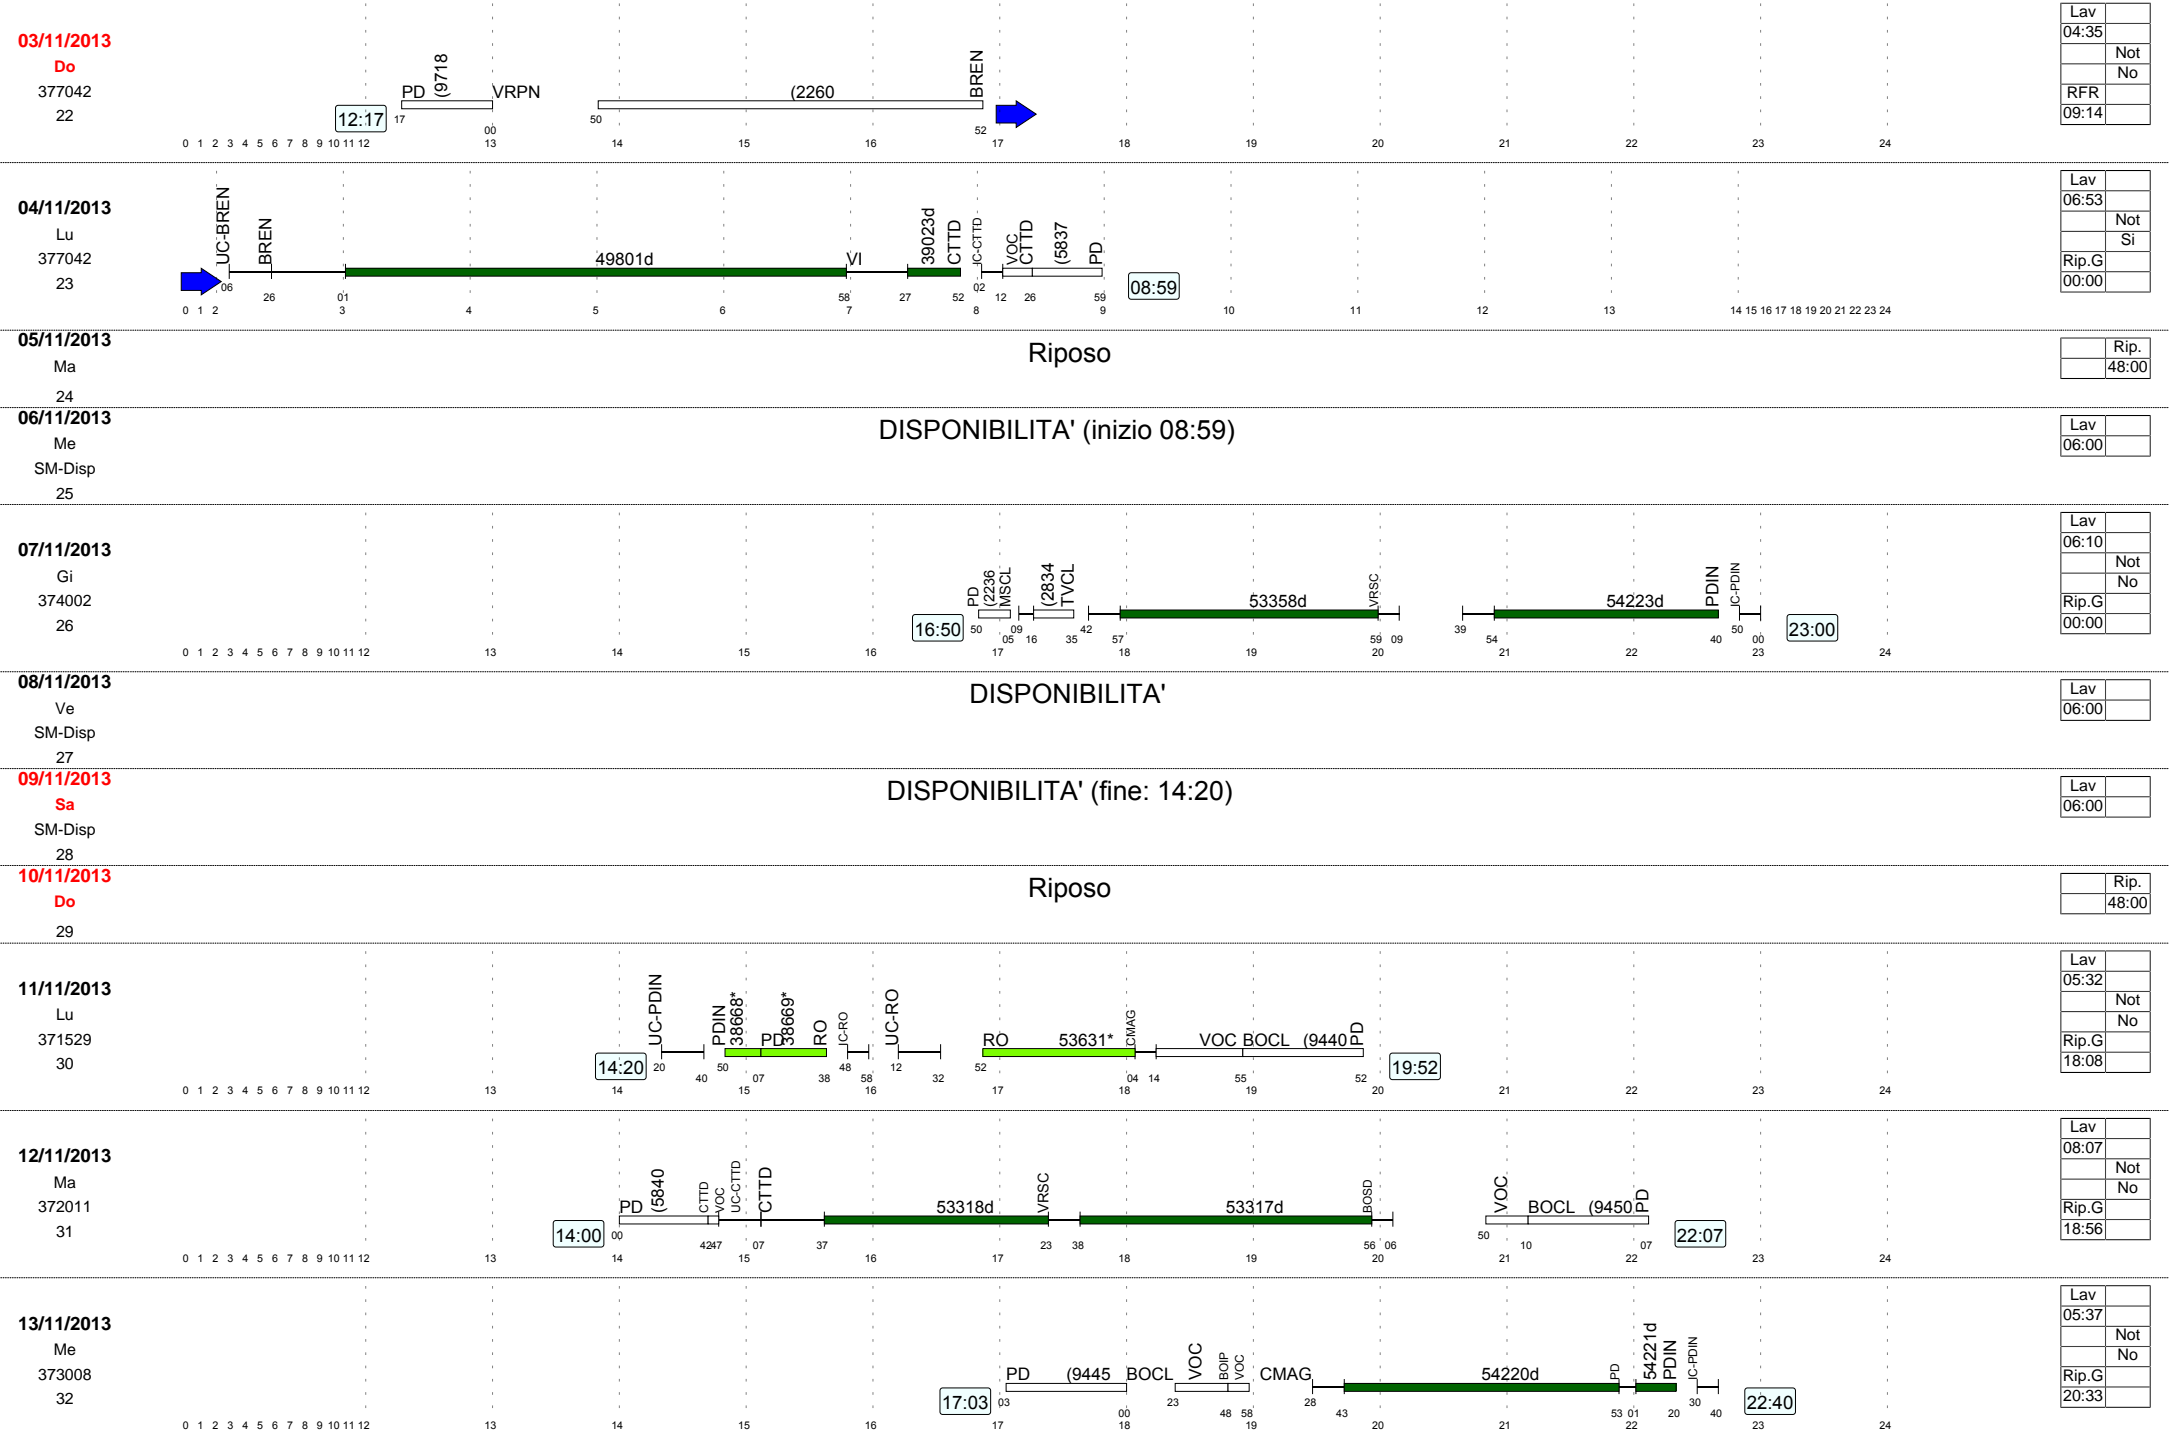 03/11/2013
Do
377042
22
12:17
PD (9718 VRPN (2260 BREN
17 00 50 52
0 1 2 3 4 5 6 7 8 9 10 11 12 13 14 15 16 17 18 19 20 21 22 23 24
Lav
04:35
Not
No
RFR
09:14
04/11/2013
Lu
377042
23
UC-BREN BREN 49801d VI 39023d CTTD IC-CTTD VOC CTTD (5837 PD
06 26 01 58 27 52 02 12 26 59
08:59
0 1 2 3 4 5 6 7 8 9 10 11 12 13 14 15 16 17 18 19 20 21 22 23 24
Lav
06:53
Not
Si
Rip.G
00:00
05/11/2013
Ma
24
Riposo
Rip.
48:00
06/11/2013
Me
SM-Disp
25
DISPONIBILITA' (inizio 08:59)
Lav
06:00
07/11/2013
Gi
374002
26
16:50
PD (2236 MSCL (2834 TVCL 53358d VRSC 54223d PDIN IC-PDIN
50 05 09 16 35 42 57 59 09 39 54 40 50 00
23:00
0 1 2 3 4 5 6 7 8 9 10 11 12 13 14 15 16 17 18 19 20 21 22 23 24
Lav
06:10
Not
No
Rip.G
00:00
08/11/2013
Ve
SM-Disp
27
DISPONIBILITA'
Lav
06:00
09/11/2013
Sa
SM-Disp
28
DISPONIBILITA' (fine: 14:20)
Lav
06:00
10/11/2013
Do
29
Riposo
Rip.
48:00
11/11/2013
Lu
371529
30
14:20
UC-PDIN PDIN 38668* PD 38669* RO IC-RO UC-RO RO 53631* CMAG VOC BOCL (9440 PD
20 40 50 07 38 48 58 12 32 52 04 14 55 52
19:52
0 1 2 3 4 5 6 7 8 9 10 11 12 13 14 15 16 17 18 19 20 21 22 23 24
Lav
05:32
Not
No
Rip.G
18:08
12/11/2013
Ma
372011
31
14:00
PD (5840 CTTD VOC UC-CTTD CTTD 53318d VRSC 53317d BOSD VOC BOCL (9450 PD
00 42 47 07 37 23 38 56 06 50 10 07
22:07
0 1 2 3 4 5 6 7 8 9 10 11 12 13 14 15 16 17 18 19 20 21 22 23 24
Lav
08:07
Not
No
Rip.G
18:56
13/11/2013
Me
373008
32
17:03
PD (9445 BOCL VOC BOIP VOC CMAG 54220d PD 54221d PDIN IC-PDIN
03 00 23 48 58 28 43 53 01 20 30 40
22:40
0 1 2 3 4 5 6 7 8 9 10 11 12 13 14 15 16 17 18 19 20 21 22 23 24
Lav
05:37
Not
No
Rip.G
20:33